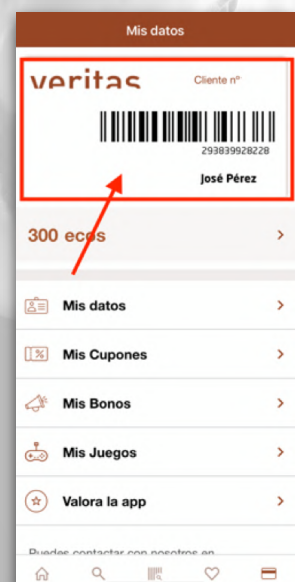 Mis datos
veritas
Cliente nº
293839928228
José Pérez
300 ecos
Mis datos
Mis Cupones
Mis Bonos
Mis Juegos
Valora la app
Puedes contactar con nosotros en